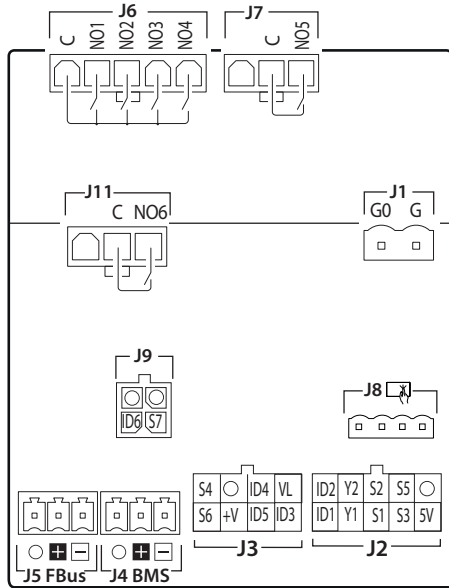 J6
J7
C NO1 NO2 NO3 NO4
C NO5
J11
C NO6
J1
G0 G
J9
ID6 S7
J8
S4 ID4 VL
S6 +V ID5 ID3
J3
ID2 Y2 S2 S5
ID1 Y1 S1 S3 5V
J2
+ −
+ −
J5 FBus
J4 BMS